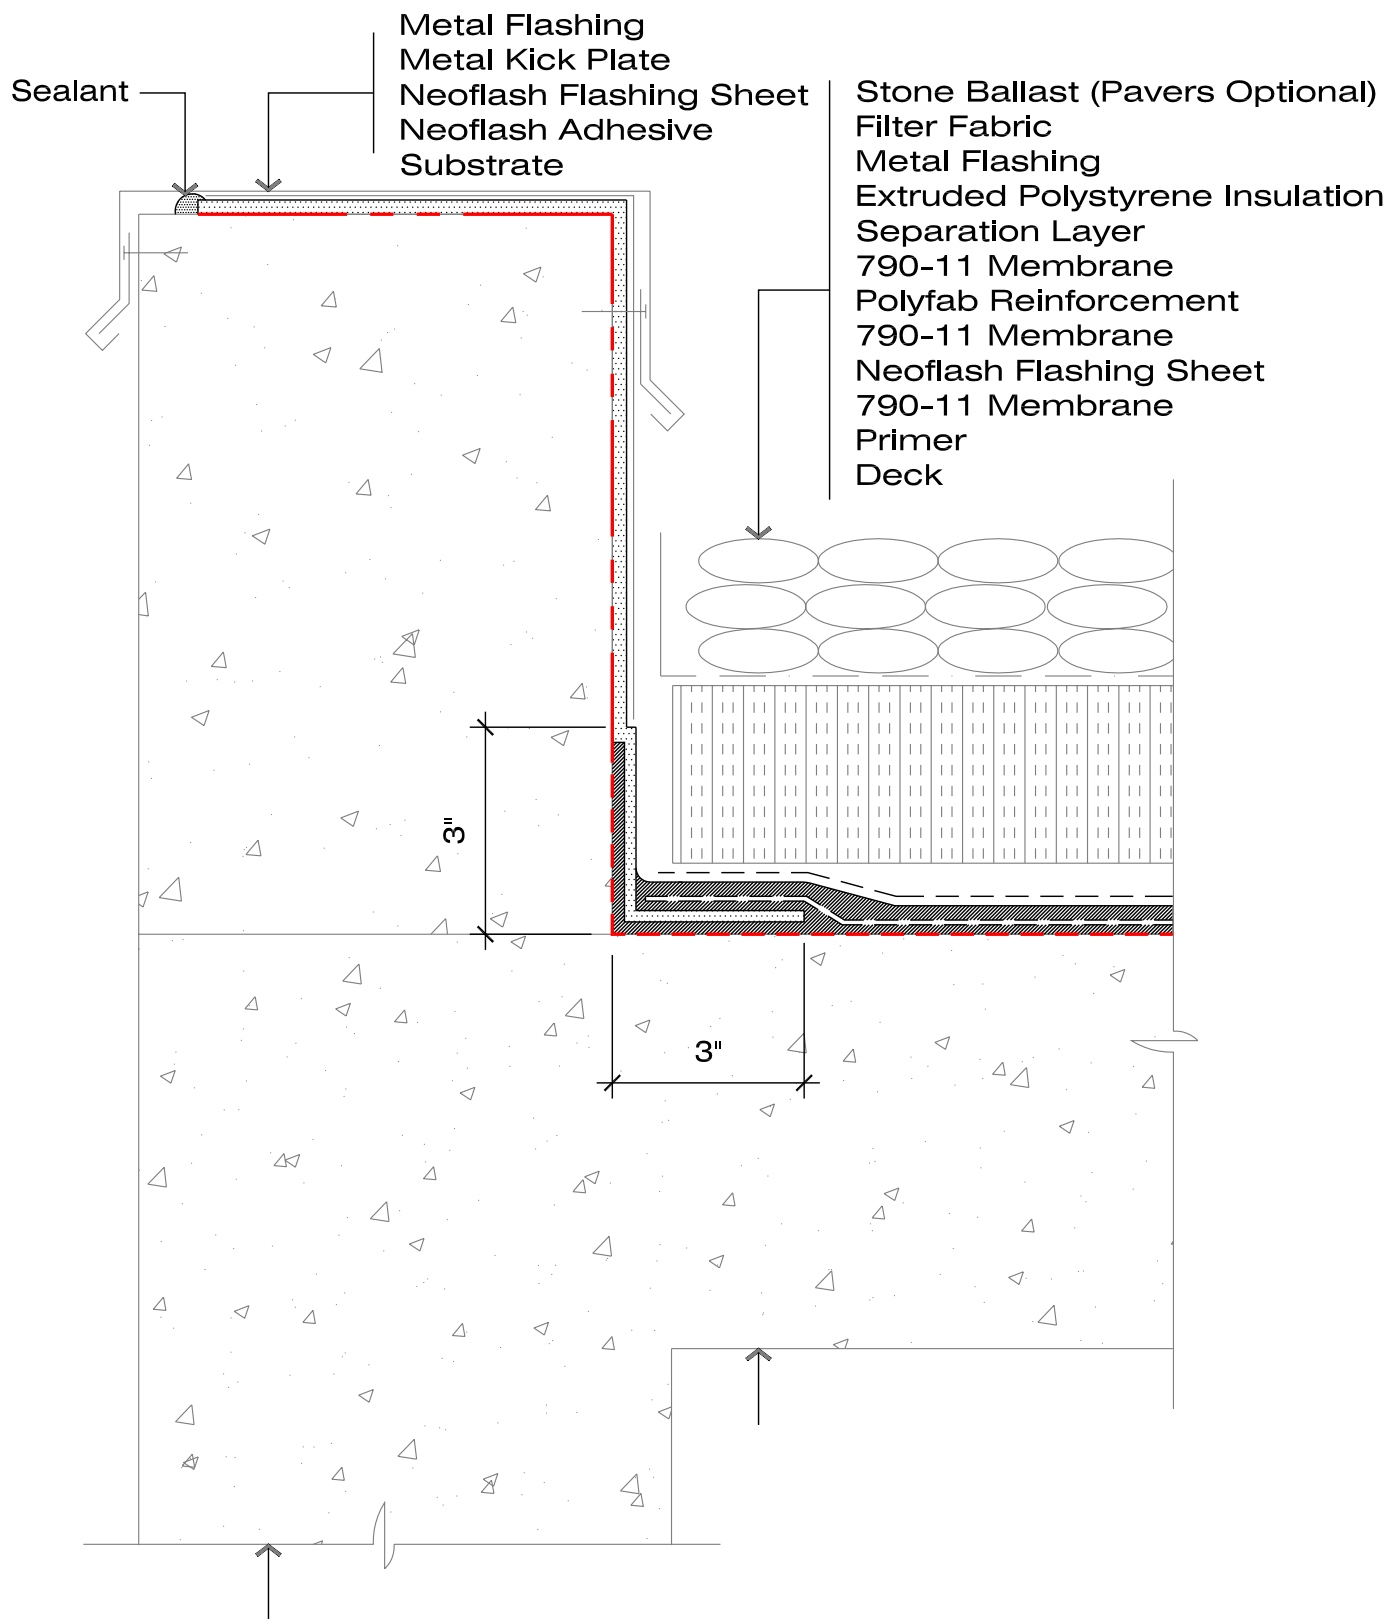 Metal Flashing
Metal Kick Plate
Neoflash Flashing Sheet
Neoflash Adhesive
Substrate
Sealant
Stone Ballast (Pavers Optional)
Filter Fabric
Metal Flashing
Extruded Polystyrene Insulation
Separation Layer
790-11 Membrane
Polyfab Reinforcement
790-11 Membrane
Neoflash Flashing Sheet
790-11 Membrane
Primer
Deck
3"
3"